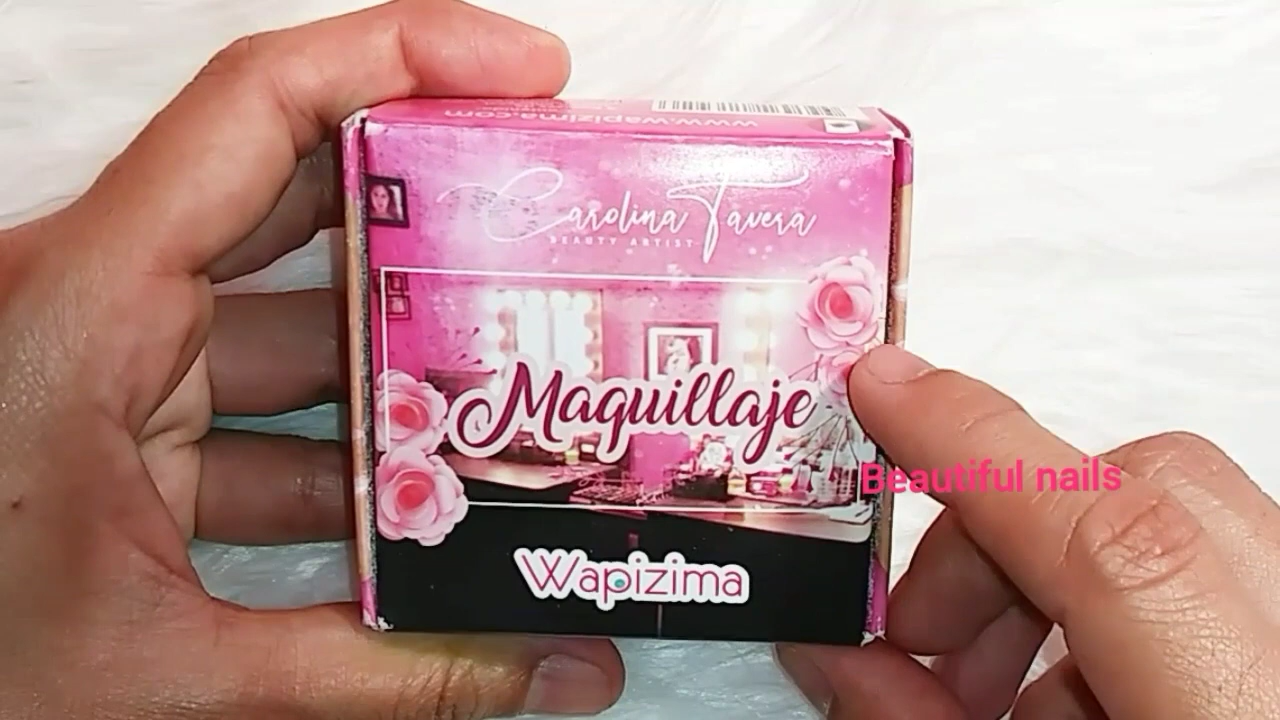 www.wapizima.com
Carolina Tavera
BEAUTY ARTIST
Maquillaje
Beautiful nails
Wapizima